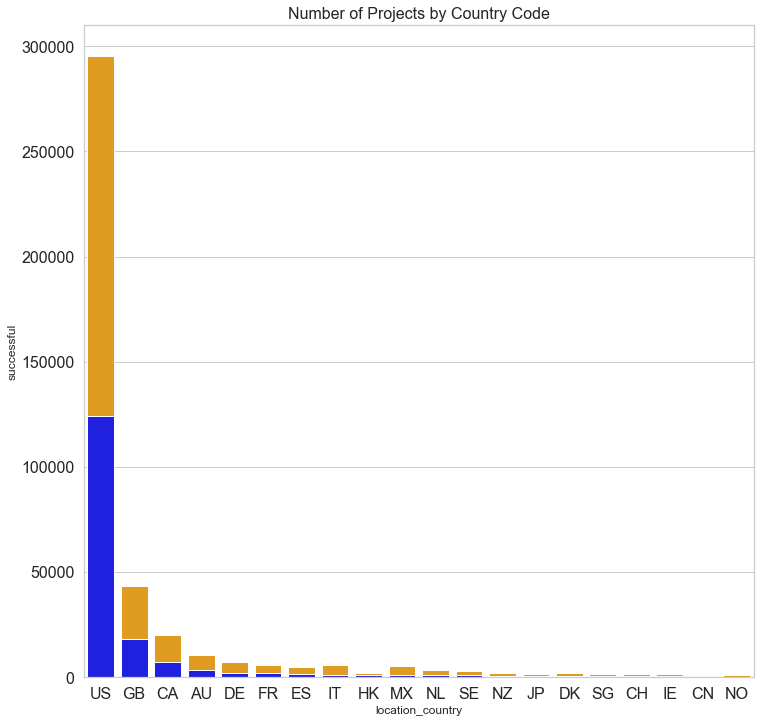 Number of Projects by Country Code
300000
250000
200000
150000
100000
50000
0
successful
US GB CA AU DE FR ES IT HK MX NL SE NZ JP DK SG CH IE CN NO
location_country